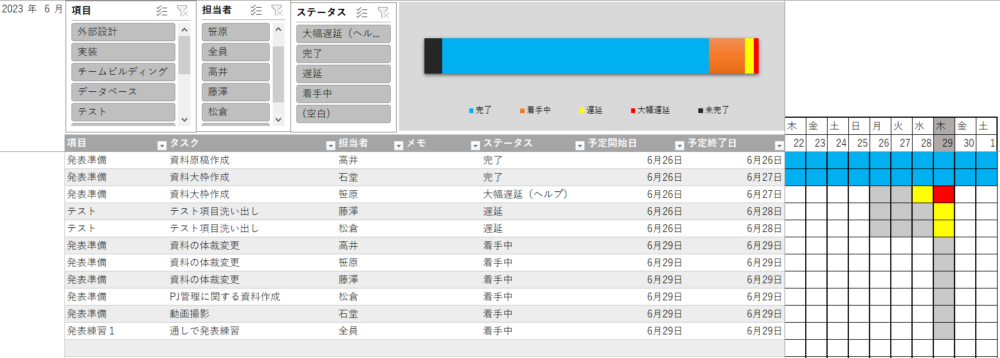 2023 年 6 月
項目
外部設計
実装
チームビルディング
データベース
テスト
担当者
笹原
全員
高井
藤澤
松倉
ステータス
大幅遅延（ヘル...
完了
遅延
着手中
(空白)
完了 着手中 遅延 大幅遅延 未完了
木 金 土 日 月 火 水 木 金 土
22 23 24 25 26 27 28 29 30 1
項目 タスク 担当者 メモ ステータス 予定開始日 予定終了日
発表準備 資料原稿作成 高井 完了 6月26日 6月26日
発表準備 資料大枠作成 石堂 完了 6月26日 6月27日
発表準備 資料大枠作成 笹原 大幅遅延（ヘルプ） 6月26日 6月27日
テスト テスト項目洗い出し 藤澤 遅延 6月26日 6月28日
テスト テスト項目洗い出し 松倉 遅延 6月26日 6月28日
発表準備 資料の体裁変更 高井 着手中 6月29日 6月29日
発表準備 資料の体裁変更 笹原 着手中 6月29日 6月29日
発表準備 資料の体裁変更 藤澤 着手中 6月29日 6月29日
発表準備 PJ管理に関する資料作成 松倉 着手中 6月29日 6月29日
発表準備 動画撮影 石堂 着手中 6月29日 6月29日
発表練習1 通しで発表練習 全員 着手中 6月29日 6月29日